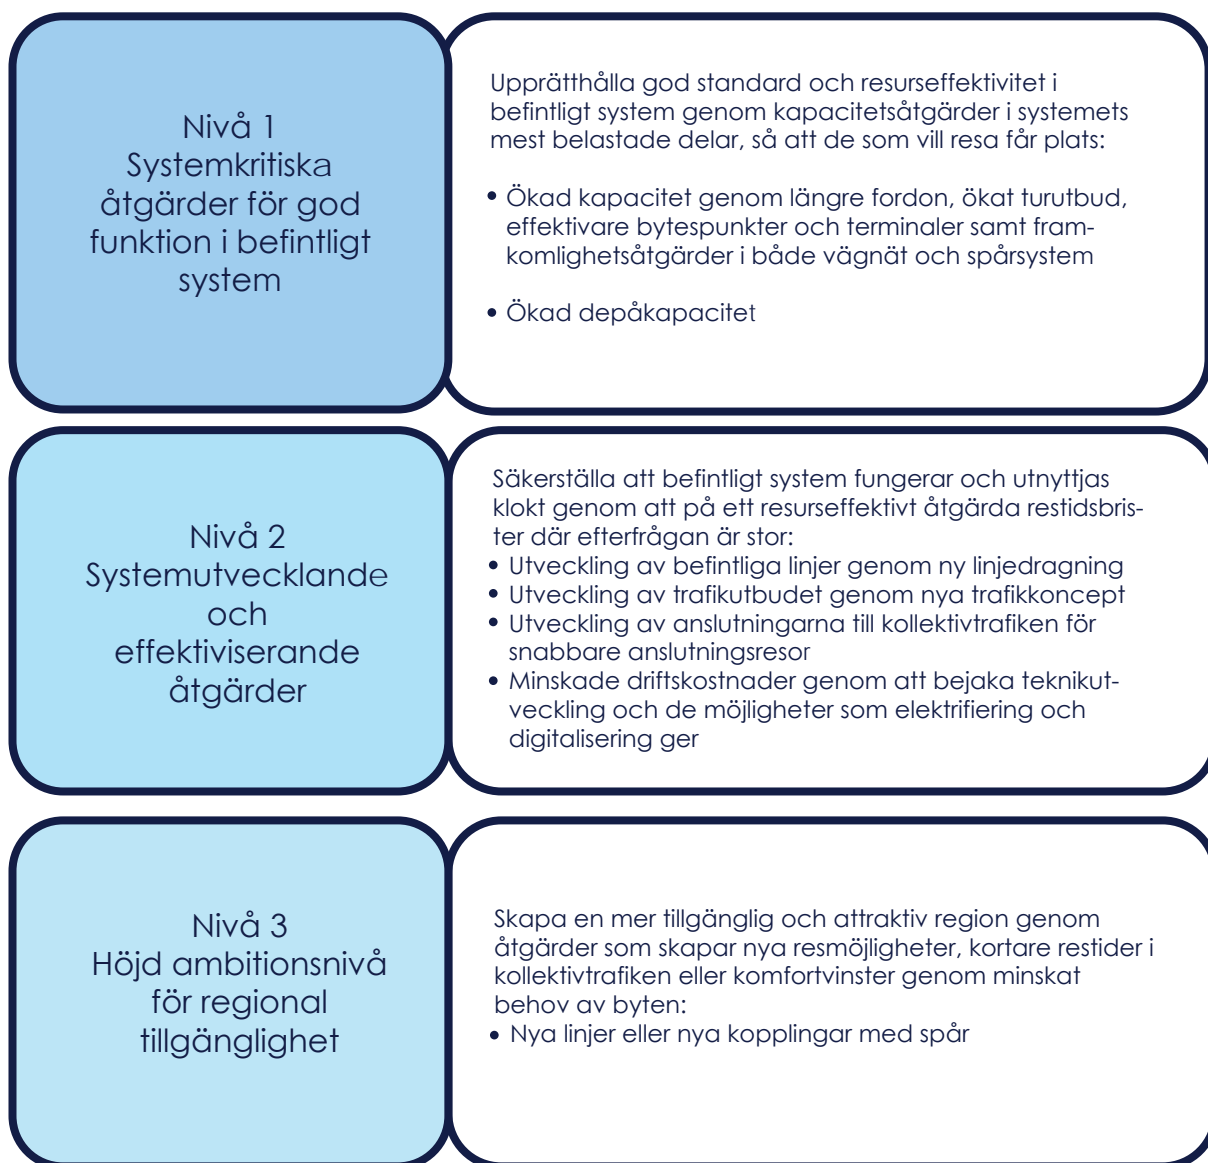 Nivå 1
Systemkritiska
åtgärder för god
funktion i befintligt
system
Upprätthålla god standard och resurseffektivitet i
befintligt system genom kapacitetsåtgärder i systemets
mest belastade delar, så att de som vill resa får plats:
• Ökad kapacitet genom längre fordon, ökat turutbud,
effektivare bytespunkter och terminaler samt fram-
komlighetsåtgärder i både vägnät och spårsystem
• Ökad depåkapacitet
Nivå 2
Systemutvecklande
och
effektiviserande
åtgärder
Säkerställa att befintligt system fungerar och utnyttjas
klokt genom att på ett resurseffektivt åtgärda restidsbris-
ter där efterfrågan är stor:
• Utveckling av befintliga linjer genom ny linjedragning
• Utveckling av trafikutbudet genom nya trafikkoncept
• Utveckling av anslutningarna till kollektivtrafiken för
snabbare anslutningsresor
• Minskade driftskostnader genom att bejaka teknikut-
veckling och de möjligheter som elektrifiering och
digitalisering ger
Nivå 3
Höjd ambitionsnivå
för regional
tillgänglighet
Skapa en mer tillgänglig och attraktiv region genom
åtgärder som skapar nya resmöjligheter, kortare restider i
kollektivtrafiken eller komfortvinster genom minskat
behov av byten:
• Nya linjer eller nya kopplingar med spår